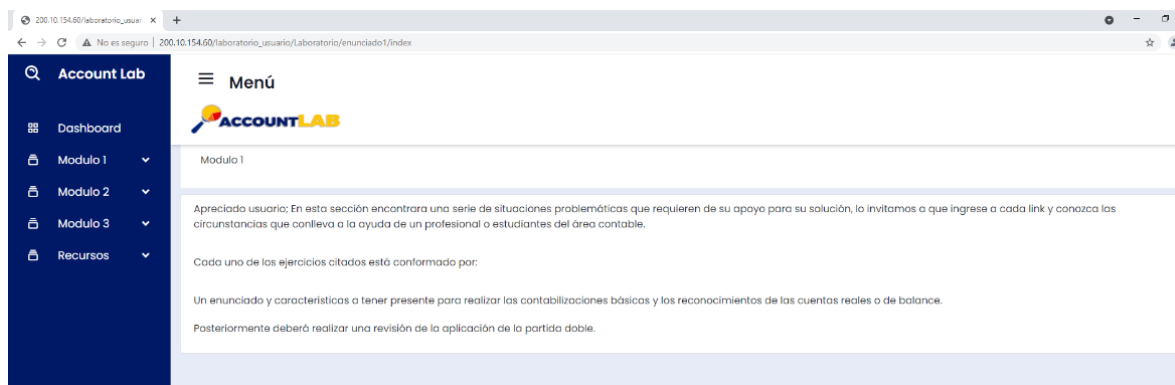 200.10.154.60/laboratorio_usuar
No es seguro | 200.10.154.60/laboratorio_usuario/Laboratorio/enunciado1/index
Account Lab
Menú
ACCOUNTLAB
Dashboard
Modulo 1
Modulo 2
Modulo 3
Recursos
Modulo 1
Apreciado usuario; En esta sección encontrara una serie de situaciones problemáticas que requieren de su apoyo para su solución, lo invitamos a que ingrese a cada link y conozca las
circunstancias que conlleva a la ayuda de un profesional o estudiantes del área contable.
Cada uno de los ejercicios citados está conformado por:
Un enunciado y caracteristicas a tener presente para realizar las contabilizaciones básicas y los reconocimientos de las cuentas reales o de balance.
Posteriormente deberá realizar una revisión de la aplicación de la partida doble.